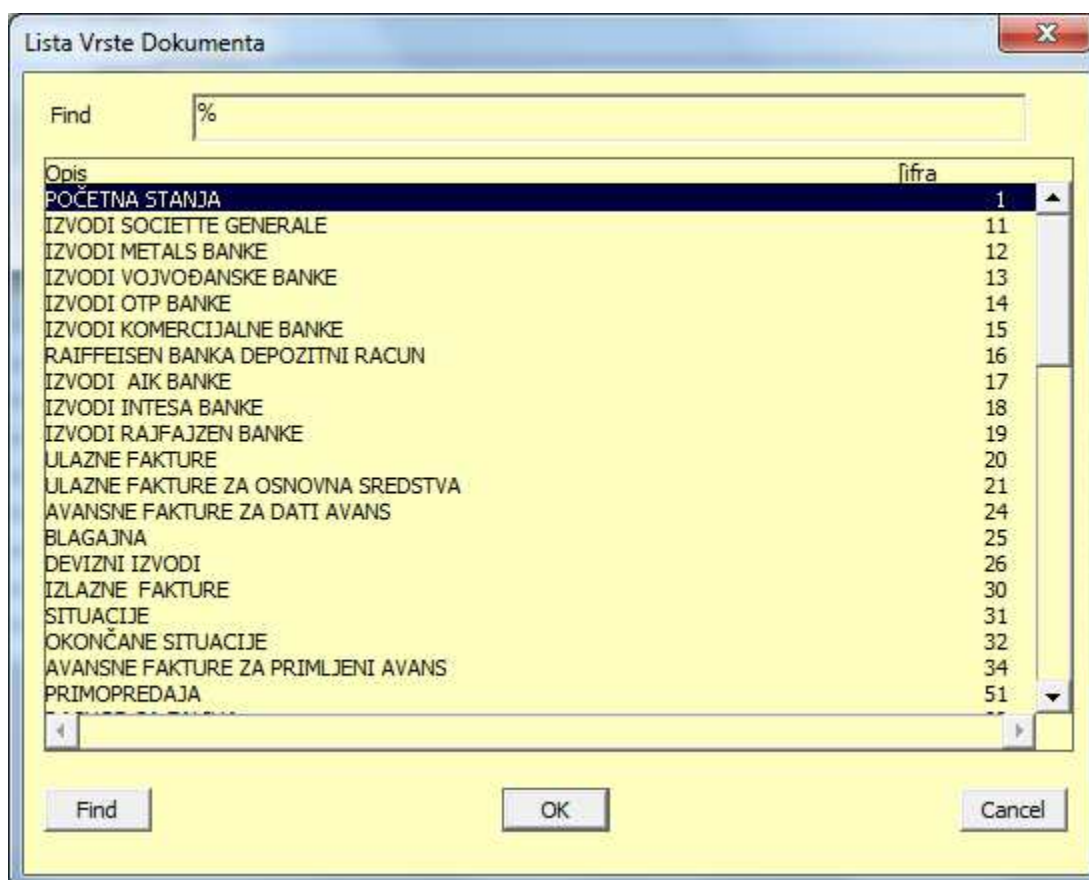 Lista Vrste Dokumenta
Find %
Opis
POČETNA STANJA 1
IZVODI SOCIETTE GENERALE 11
IZVODI METALS BANKE 12
IZVODI VOJVOĐANSKE BANKE 13
IZVODI OTP BANKE 14
IZVODI KOMERCIJALNE BANKE 15
RAIFFEISEN BANKA DEPOZITNI RACUN 16
IZVODI  AIK BANKE 17
IZVODI INTESA BANKE 18
IZVODI RAJFAJZEN BANKE 19
ULAZNE FAKTURE 20
ULAZNE FAKTURE ZA OSNOVNA SREDSTVA 21
AVANSNE FAKTURE ZA DATI AVANS 24
BLAGAJNA 25
DEVIZNI IZVODI 26
IZLAZNE  FAKTURE 30
SITUACIJE 31
OKONČANE SITUACIJE 32
AVANSNE FAKTURE ZA PRIMLJENI AVANS 34
PRIMOPREDAJA 51
Find OK Cancel